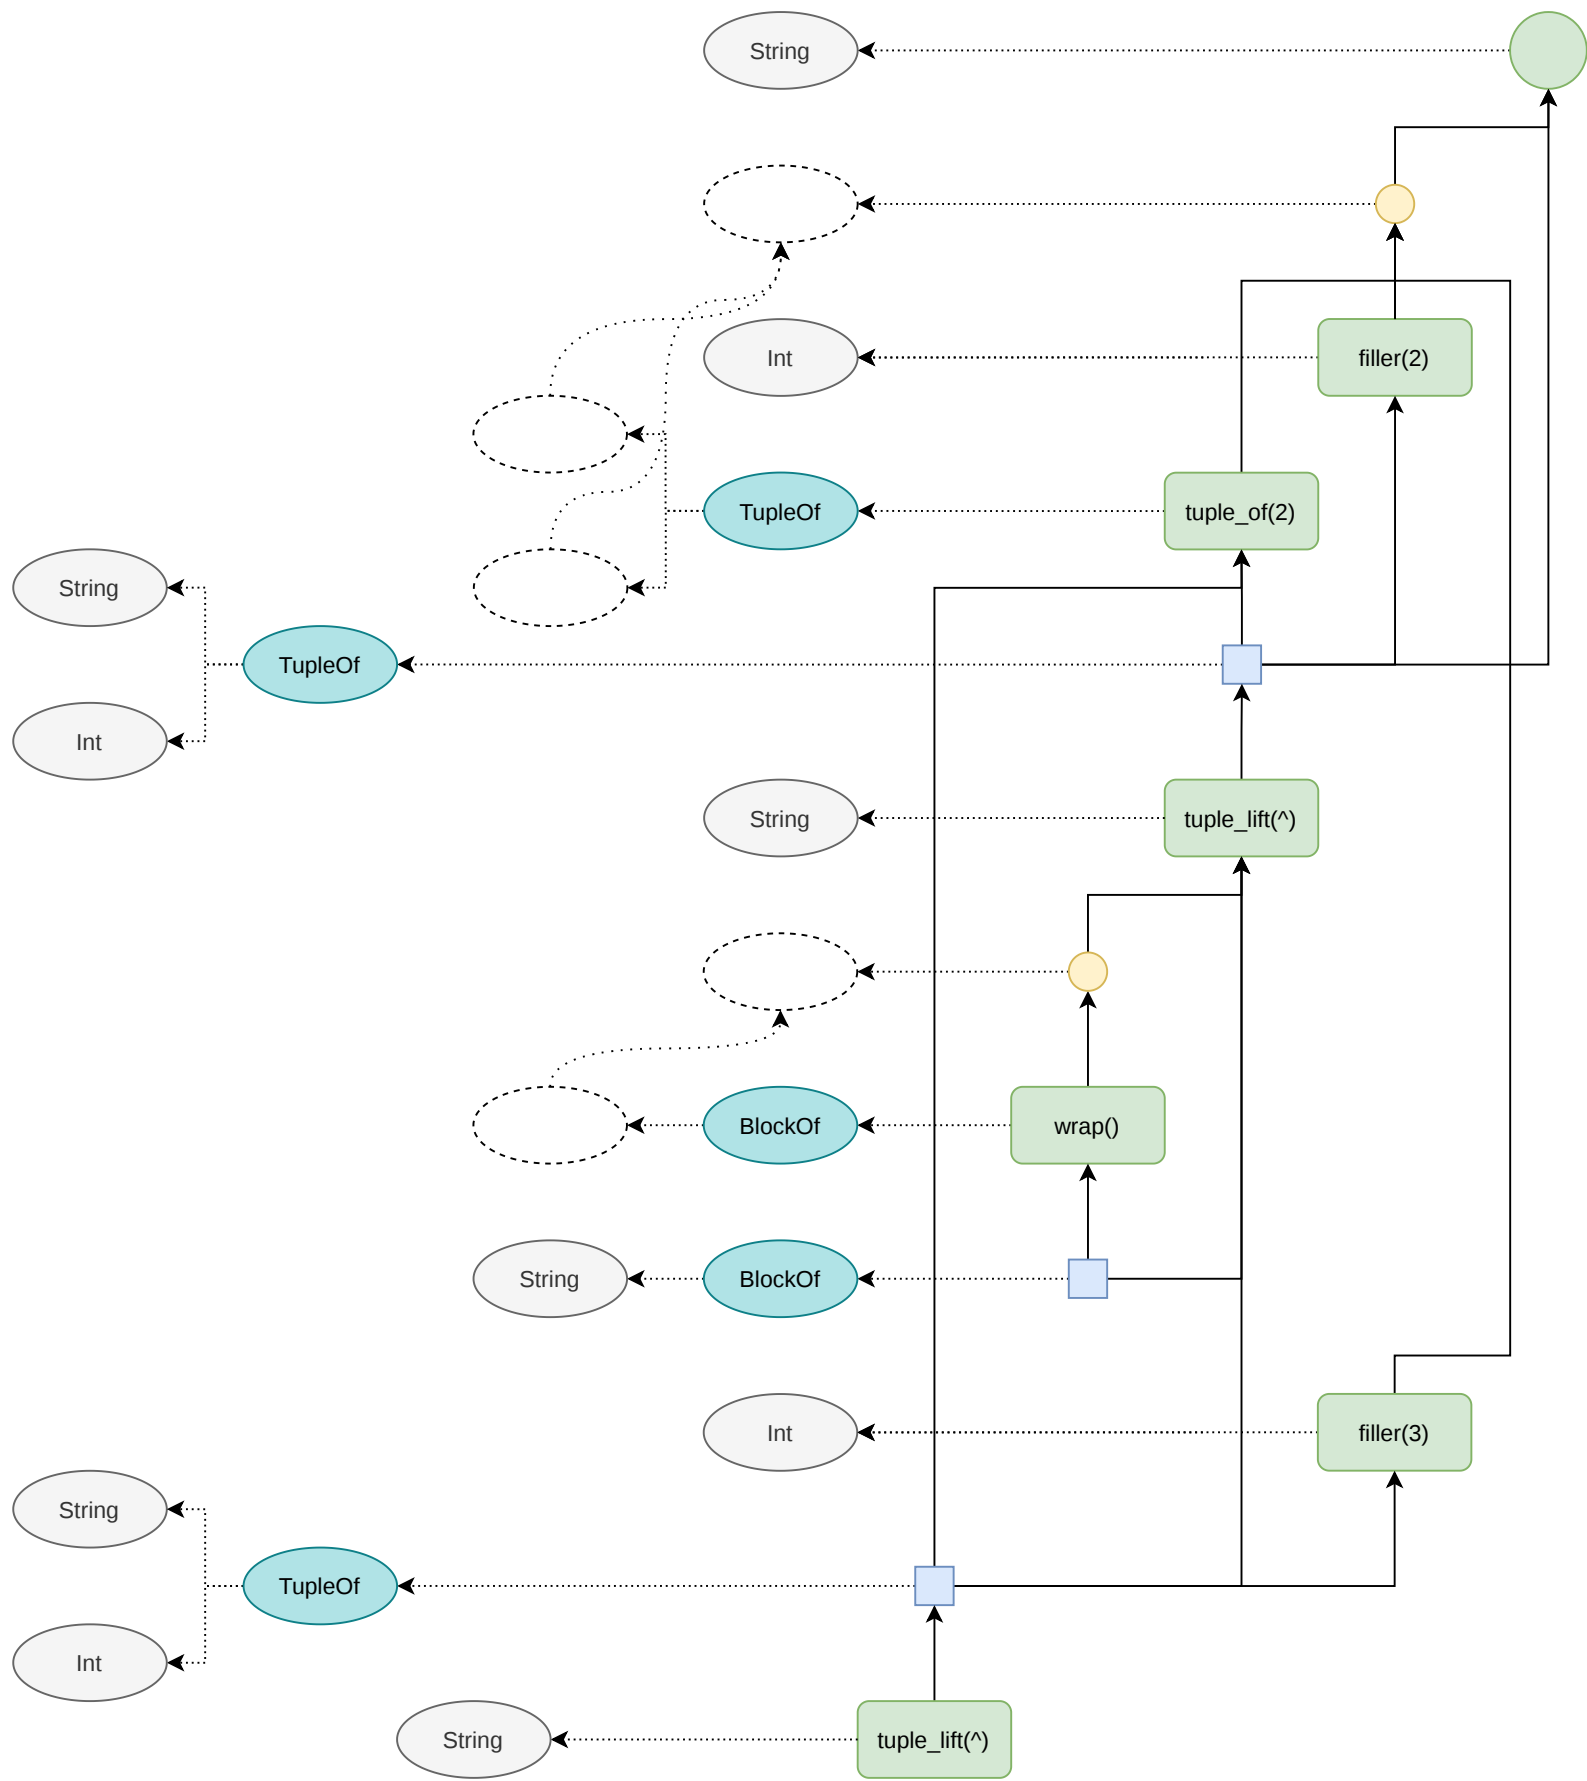 String
Int
filler(2)
TupleOf
tuple_of(2)
String
TupleOf
Int
String
tuple_lift(^)
BlockOf
wrap()
String
BlockOf
Int
filler(3)
String
TupleOf
Int
String
tuple_lift(^)